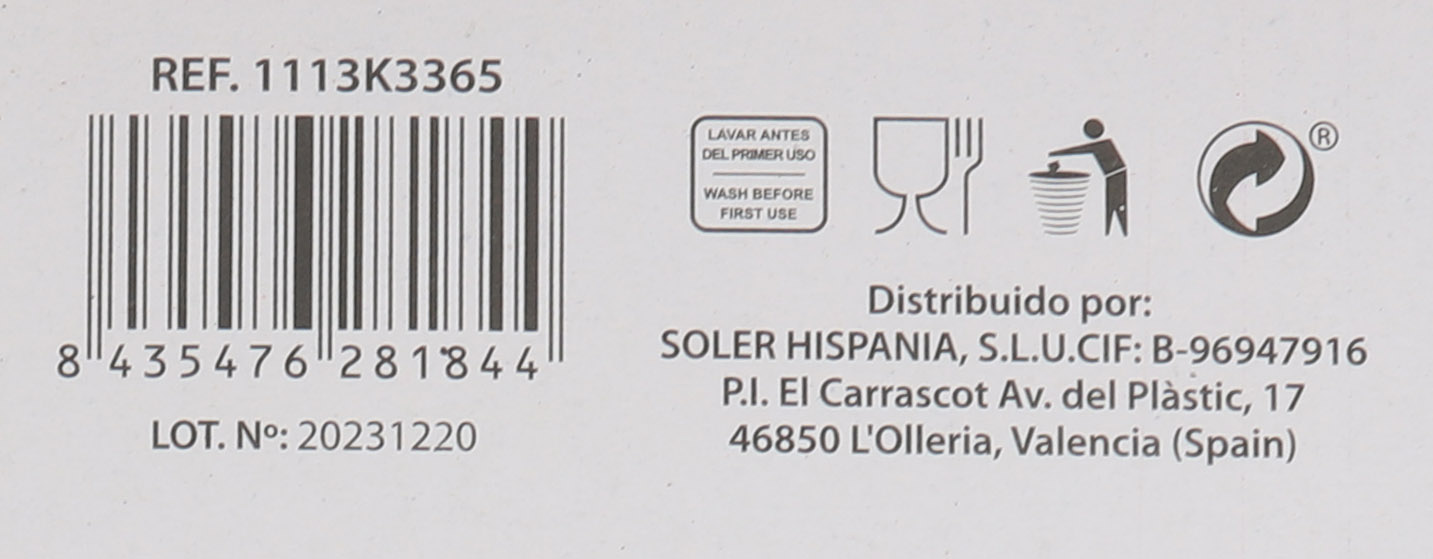 REF. 1113K3365
8 435476 281844
LOT. Nº: 20231220
LAVAR ANTES
DEL PRIMER USO
WASH BEFORE
FIRST USE
®
Distribuido por:
SOLER HISPANIA, S.L.U.CIF: B-96947916
P.I. El Carrascot Av. del Plàstic, 17
46850 L'Olleria, Valencia (Spain)